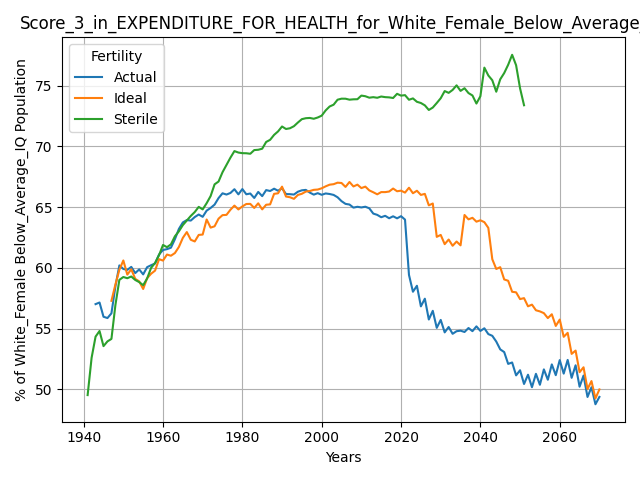 Score_3_in_EXPENDITURE_FOR_HEALTH_for_White_Female_Below_Average_
Fertility
Actual
Ideal
Sterile
% of White_Female Below_Average_IQ Population
75
70
65
60
55
50
1940
1960
1980
2000
2020
2040
2060
Years